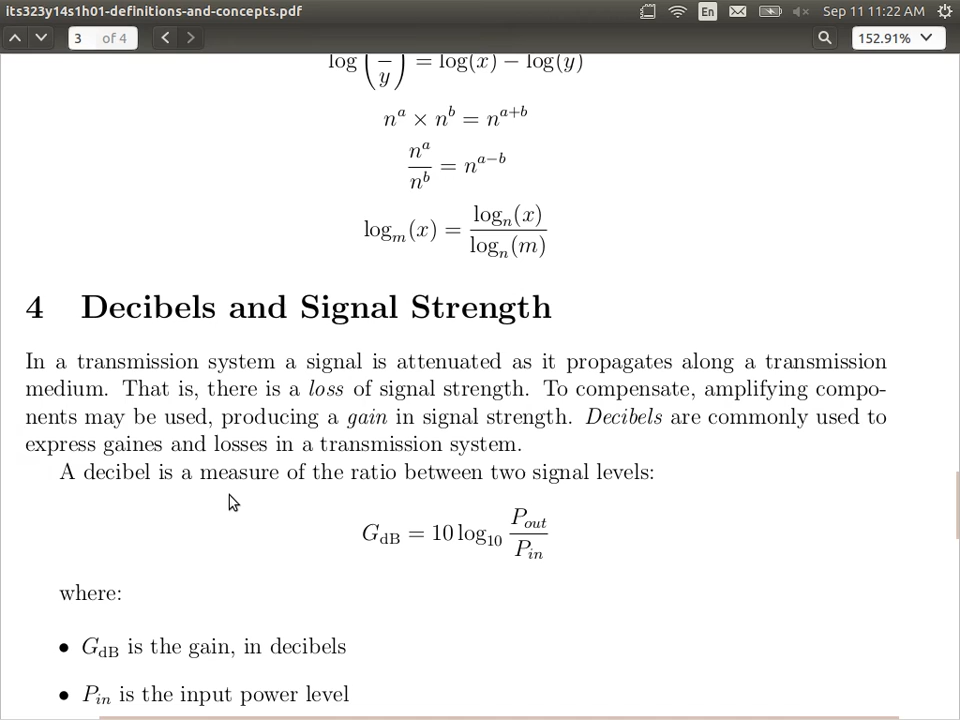 its323y14s1h01-definitions-and-concepts.pdf En Sep 11 11:22 AM
3 of 4 152.91%
log(–/y) = log(x) − log(y)
n^a × n^b = n^{a+b}
n^a/n^b = n^{a−b}
log_m(x) = log_n(x)/log_n(m)
4 Decibels and Signal Strength
In a transmission system a signal is attenuated as it propagates along a transmission
medium. That is, there is a loss of signal strength. To compensate, amplifying compo-
nents may be used, producing a gain in signal strength. Decibels are commonly used to
express gaines and losses in a transmission system.
A decibel is a measure of the ratio between two signal levels:
G_dB = 10 log_10 P_out/P_in
where:
• G_dB is the gain, in decibels
• P_in is the input power level